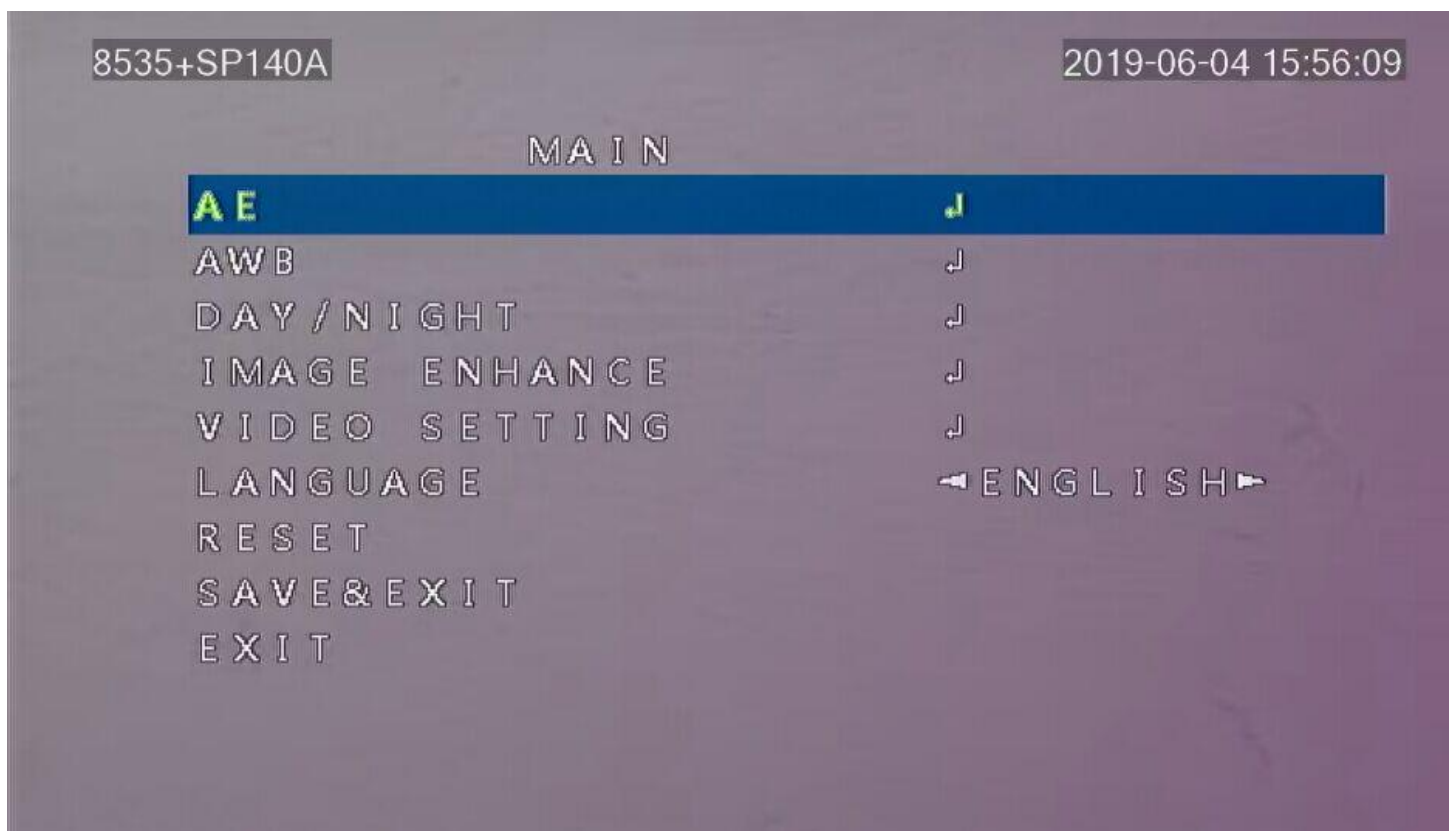 8535+SP140A 2019-06-04 15:56:09
MAIN
AE ↲
AWB ↲
DAY/NIGHT ↲
IMAGE ENHANCE ↲
VIDEO SETTING ↲
LANGUAGE ◄ENGLISH►
RESET
SAVE&EXIT
EXIT